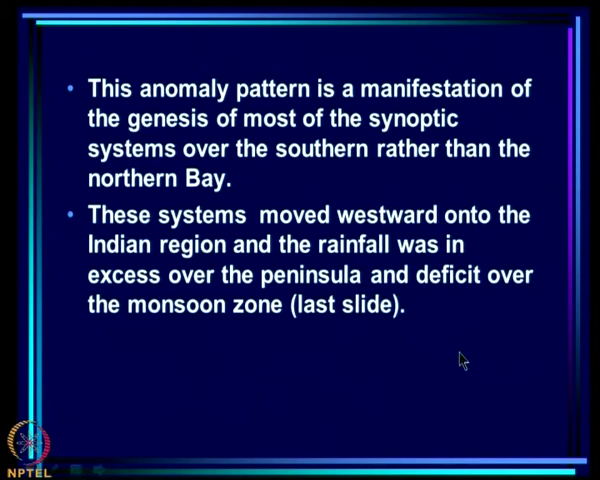 • This anomaly pattern is a manifestation of
the genesis of most of the synoptic
systems over the southern rather than the
northern Bay.
• These systems moved westward onto the
Indian region and the rainfall was in
excess over the peninsula and deficit over
the monsoon zone (last slide).
NPTEL